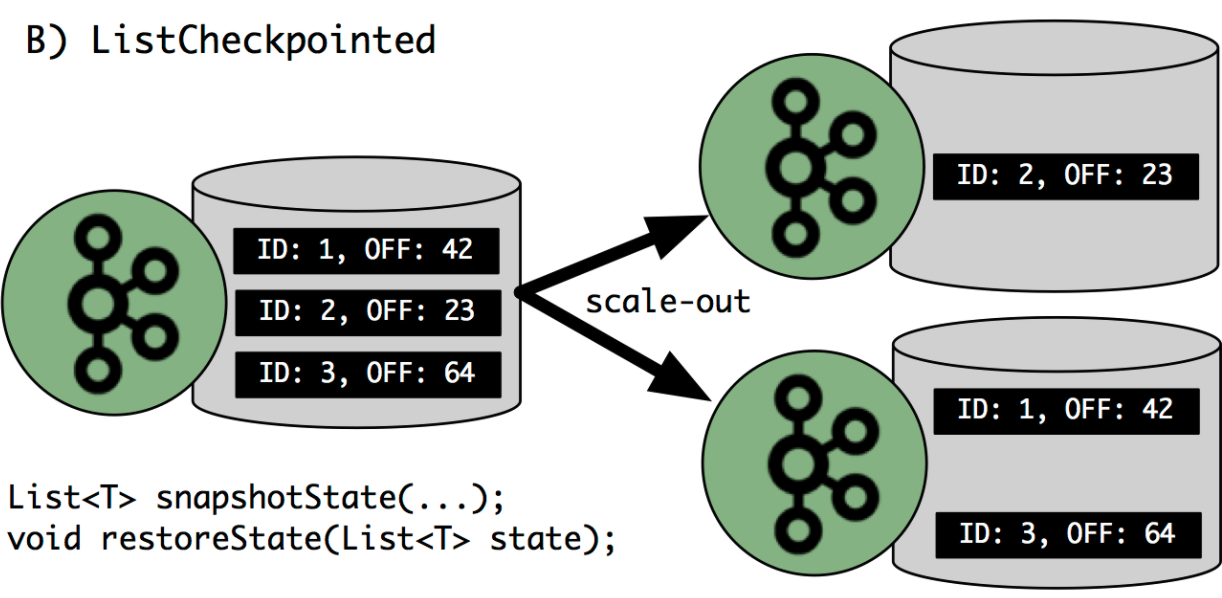 B) ListCheckpointed
ID: 1, OFF: 42
ID: 2, OFF: 23
ID: 3, OFF: 64
scale-out
ID: 2, OFF: 23
ID: 1, OFF: 42
ID: 3, OFF: 64
List<T> snapshotState(...);
void restoreState(List<T> state);